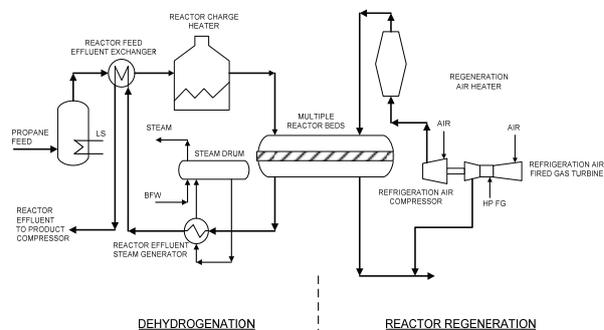 REACTOR CHARGE
HEATER
REACTOR FEED
EFFLUENT EXCHANGER
REGENERATION
AIR HEATER
MULTIPLE
REACTOR BEDS
STEAM
AIR
AIR
PROPANE
FEED
LS
STEAM DRUM
REFRIGERATION AIR
FIRED GAS TURBINE
BFW
REFRIGERATION AIR
COMPRESSOR
HP FG
REACTOR
EFFLUENT
TO PRODUCT
COMPRESSOR
REACTOR EFFLUENT
STEAM GENERATOR
DEHYDROGENATION
REACTOR REGENERATION